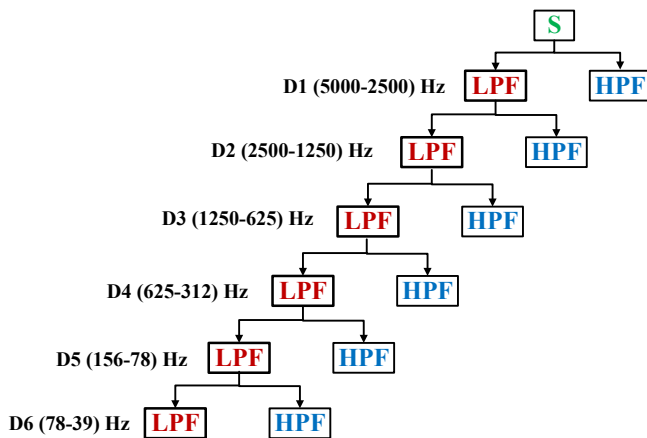 S
D1 (5000-2500) Hz LPF HPF
D2 (2500-1250) Hz LPF HPF
D3 (1250-625) Hz LPF HPF
D4 (625-312) Hz LPF HPF
D5 (156-78) Hz LPF HPF
D6 (78-39) Hz LPF HPF